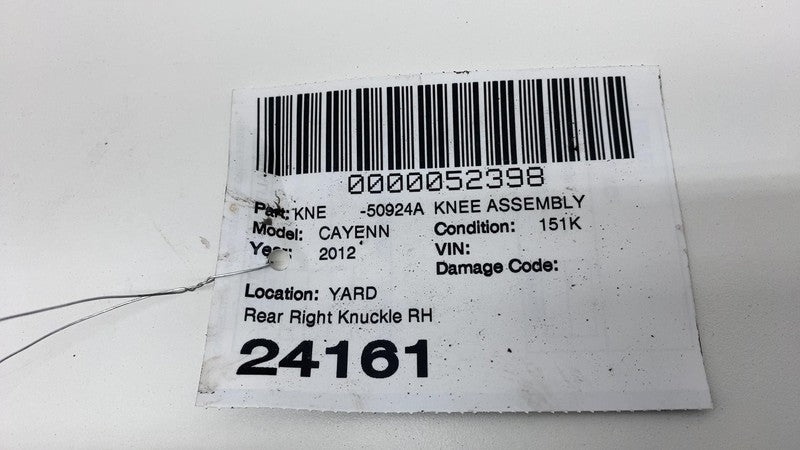 0000052398
Part: KNE -50924A KNEE ASSEMBLY
Model: CAYENN Condition: 151K
Year: 2012 VIN:
Damage Code:
Location: YARD
Rear Right Knuckle RH
24161